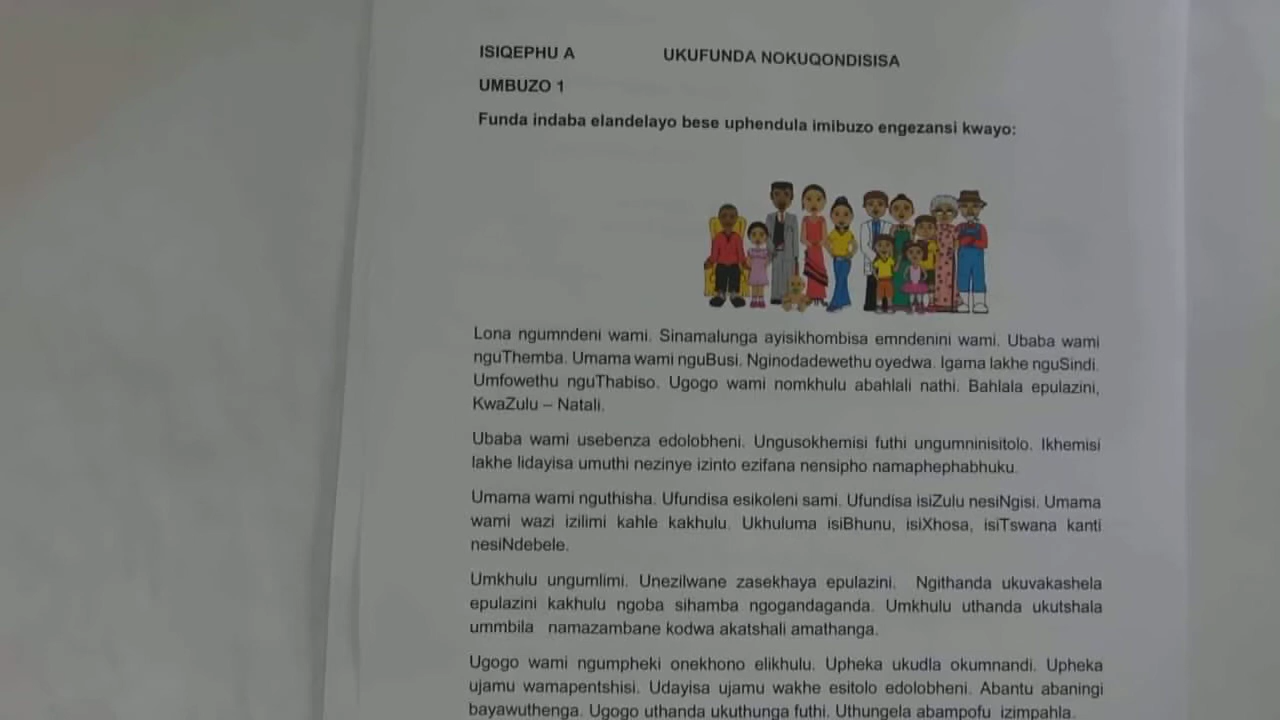 ISIQEPHU A UKUFUNDA NOKUQONDISISA
UMBUZO 1
Funda indaba elandelayo bese uphendula imibuzo engezansi kwayo:
Lona ngumndeni wami. Sinamalunga ayisikhombisa emndenini wami. Ubaba wami
nguThemba. Umama wami nguBusi. Nginodadewethu oyedwa. Igama lakhe nguSindi.
Umfowethu nguThabiso. Ugogo wami nomkhulu abahlali nathi. Bahlala epulazini,
KwaZulu – Natali.
Ubaba wami usebenza edolobheni. Ungusokhemisi futhi ungumninisitolo. Ikhemisi
lakhe lidayisa umuthi nezinye izinto ezifana nensipho namaphephabhuku.
Umama wami nguthisha. Ufundisa esikoleni sami. Ufundisa isiZulu nesiNgisi. Umama
wami wazi izilimi kahle kakhulu. Ukhuluma isiBhunu, isiXhosa, isiTswana kanti
nesiNdebele.
Umkhulu ungumlimi. Unezilwane zasekhaya epulazini. Ngithanda ukuvakashela
epulazini kakhulu ngoba sihamba ngogandaganda. Umkhulu uthanda ukutshala
ummbila namazambane kodwa akatshali amathanga.
Ugogo wami ngumpheki onekhono elikhulu. Upheka ukudla okumnandi. Upheka
ujamu wamapentshisi. Udayisa ujamu wakhe esitolo edolobheni. Abantu abaningi
bayawuthenga. Ugogo uthanda ukuthunga futhi. Uthungela abampofu izimpahla.